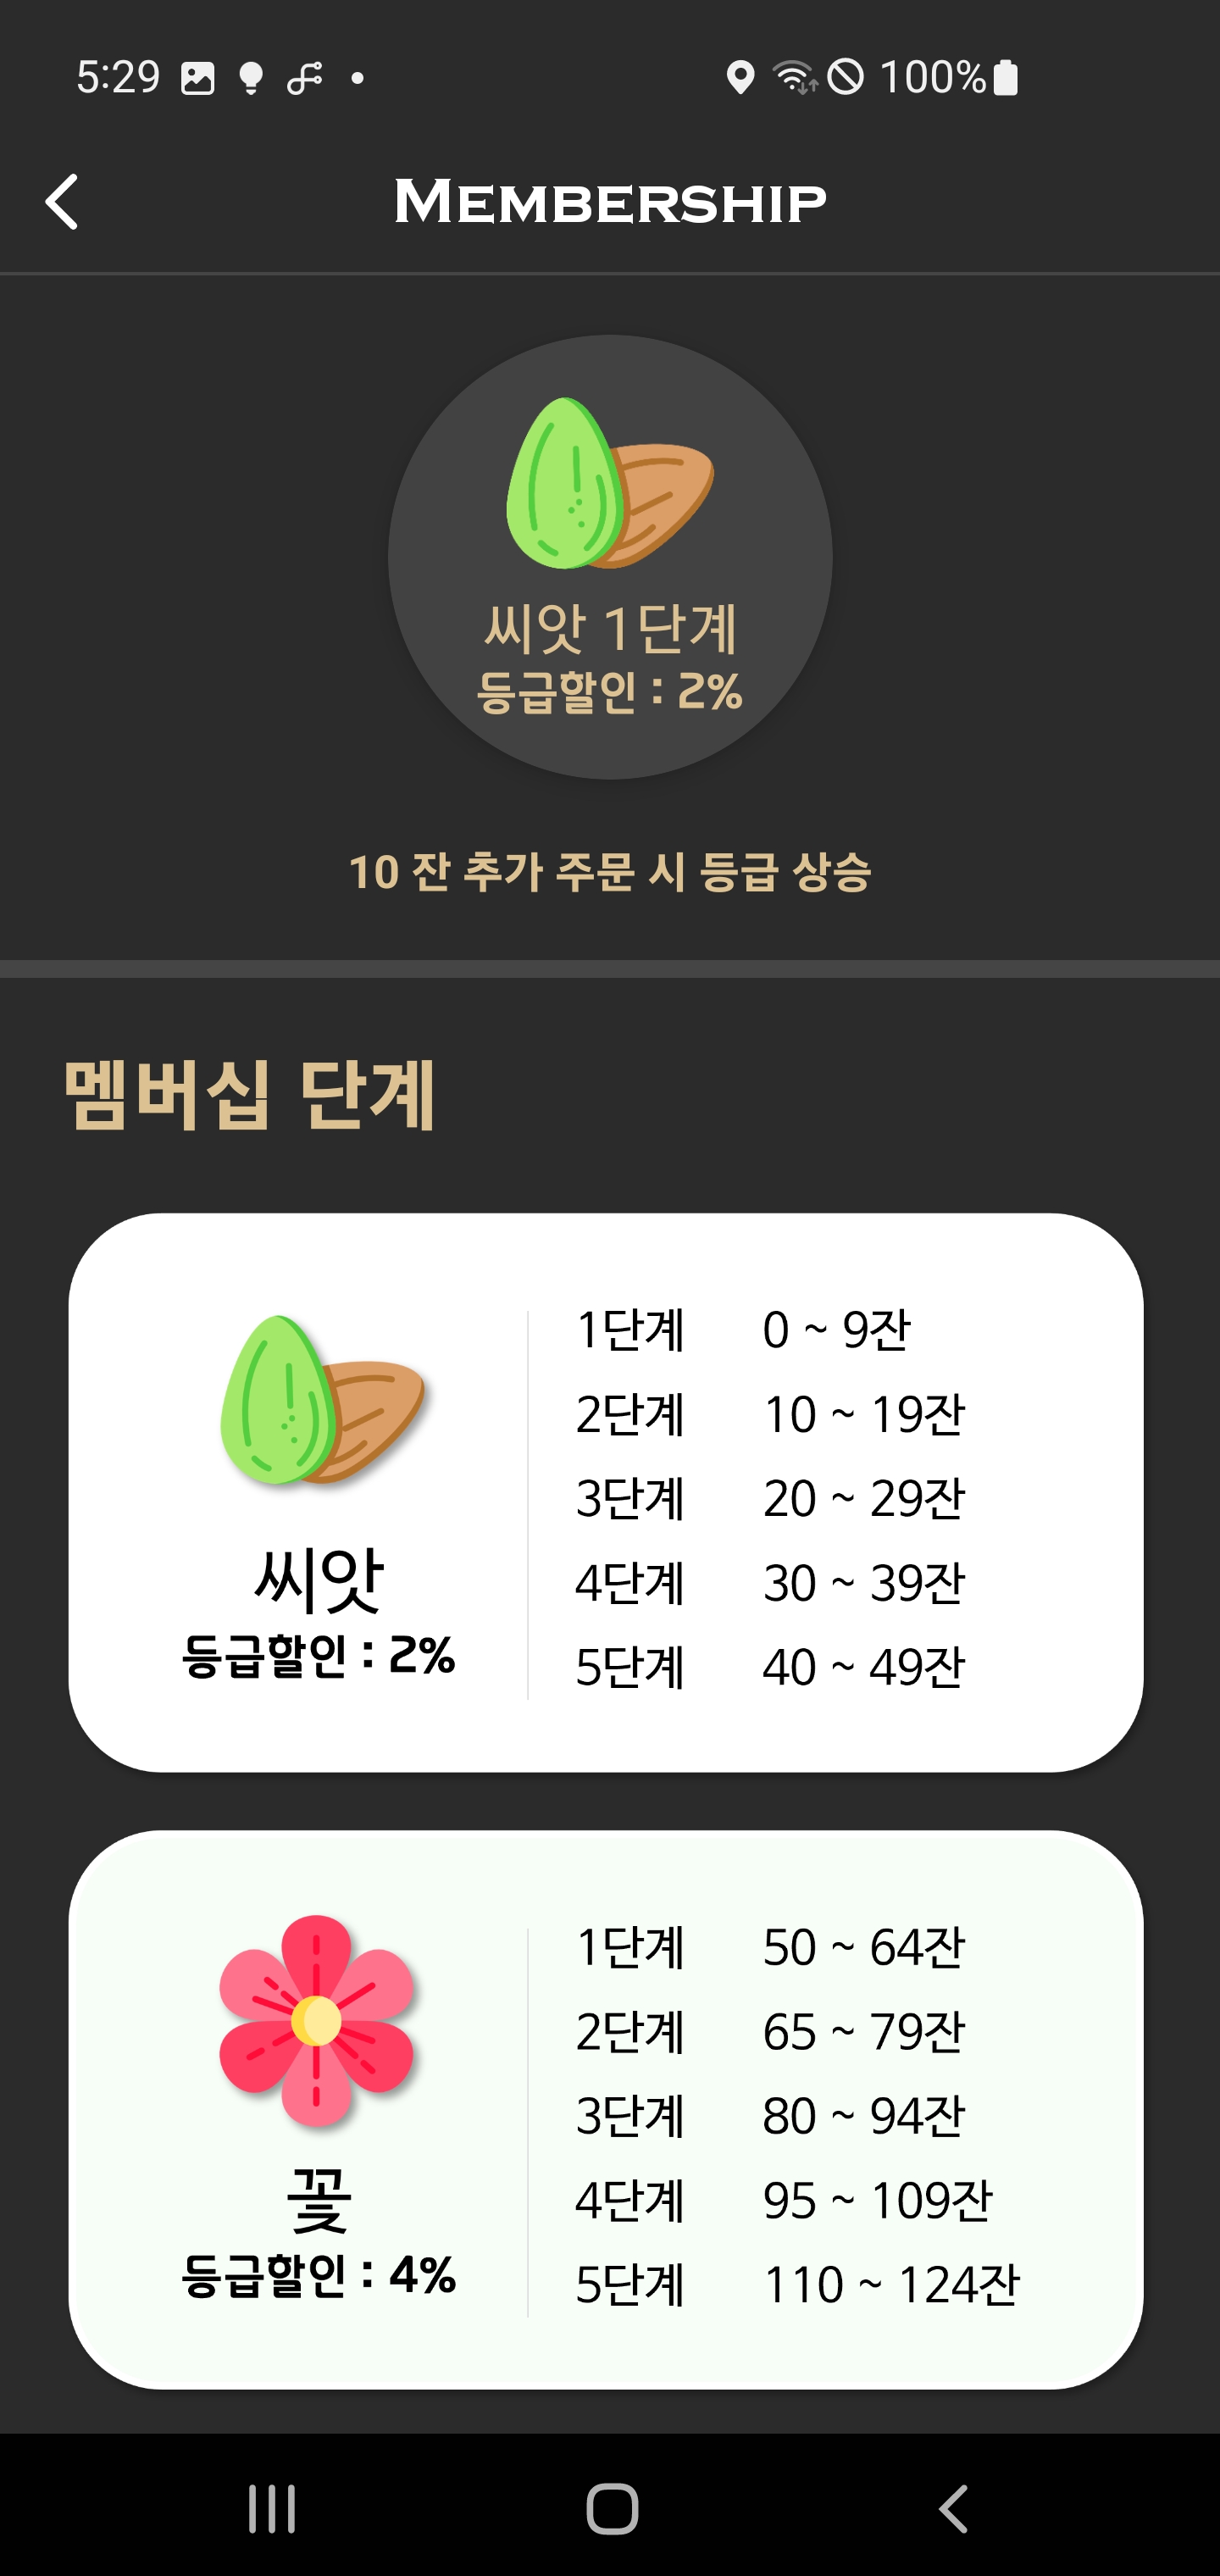 5:29 100%
MEMBERSHIP
씨앗 1단계
등급할인 : 2%
10 잔 추가 주문 시 등급 상승
멤버십 단계
1단계 0 ~ 9잔
2단계 10 ~ 19잔
3단계 20 ~ 29잔
4단계 30 ~ 39잔
5단계 40 ~ 49잔
씨앗
등급할인 : 2%
1단계 50 ~ 64잔
2단계 65 ~ 79잔
3단계 80 ~ 94잔
4단계 95 ~ 109잔
5단계 110 ~ 124잔
꽃
등급할인 : 4%